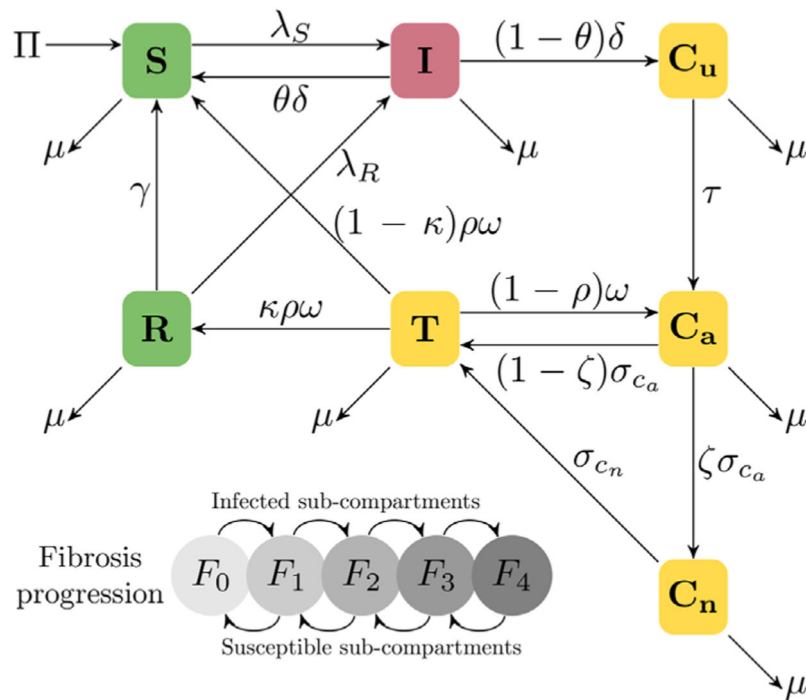 Π
S
λ_S
I
(1 − θ)δ
C_u
θδ
μ
μ
μ
λ_R
γ
(1 − κ)ρω
τ
R
κρω
T
(1 − ρ)ω
C_a
(1 − ζ)σ_{c_a}
μ
μ
μ
σ_{c_n}
ζσ_{c_a}
Infected sub-compartments
Fibrosis
progression
F_0 F_1 F_2 F_3 F_4
Susceptible sub-compartments
C_n
μ